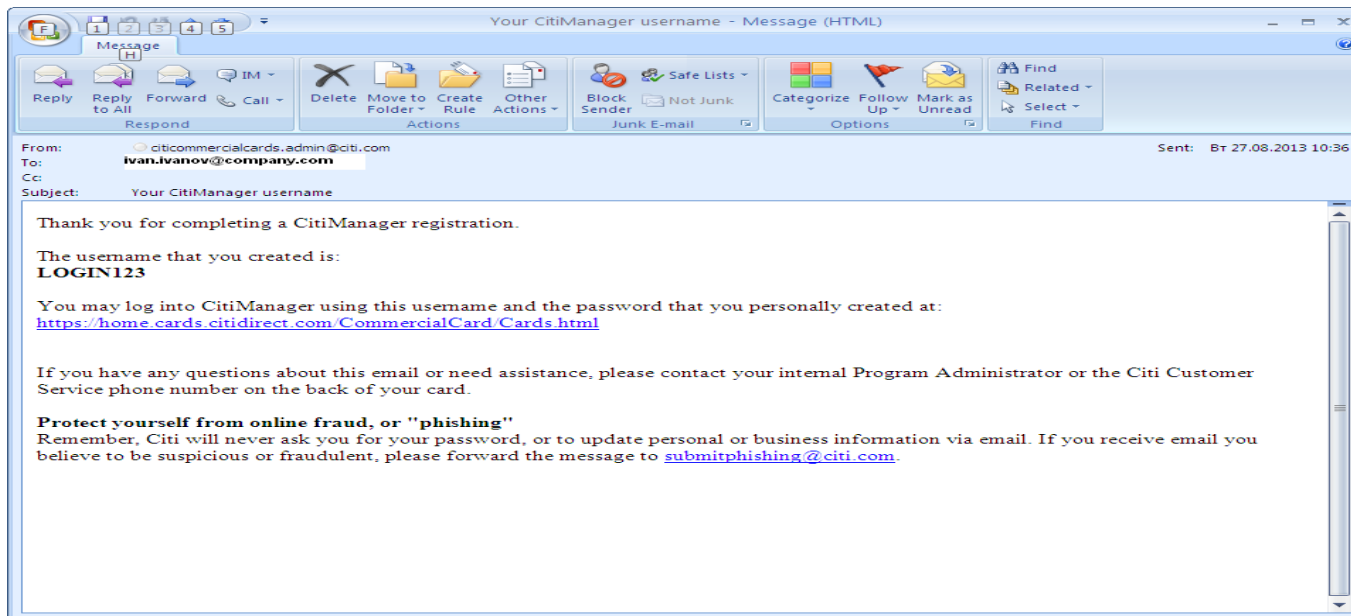 Your CitiManager username - Message (HTML)
F 1 2 3 4 5
Message
H
Reply Reply to All Forward IM Call
Delete Move to Folder Create Rule Other Actions
Block Sender Safe Lists Not Junk
Categorize Follow Up Mark as Unread
Find Related Select
Respond Actions Junk E-mail Options Find
From: citicommercialcards.admin@citi.com Sent: Вт 27.08.2013 10:36
To: ivan.ivanov@company.com
Cc:
Subject: Your CitiManager username
Thank you for completing a CitiManager registration.
The username that you created is:
LOGIN123
You may log into CitiManager using this username and the password that you personally created at:
https://home.cards.citidirect.com/CommercialCard/Cards.html
If you have any questions about this email or need assistance, please contact your internal Program Administrator or the Citi Customer
Service phone number on the back of your card.
Protect yourself from online fraud, or "phishing"
Remember, Citi will never ask you for your password, or to update personal or business information via email. If you receive email you
believe to be suspicious or fraudulent, please forward the message to submitphishing@citi.com.